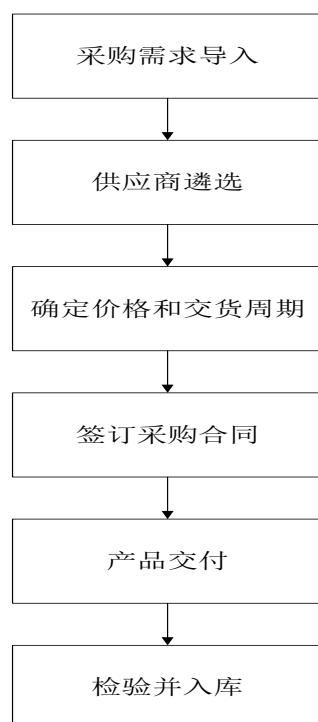 采购需求导入
供应商遴选
确定价格和交货周期
签订采购合同
产品交付
检验并入库